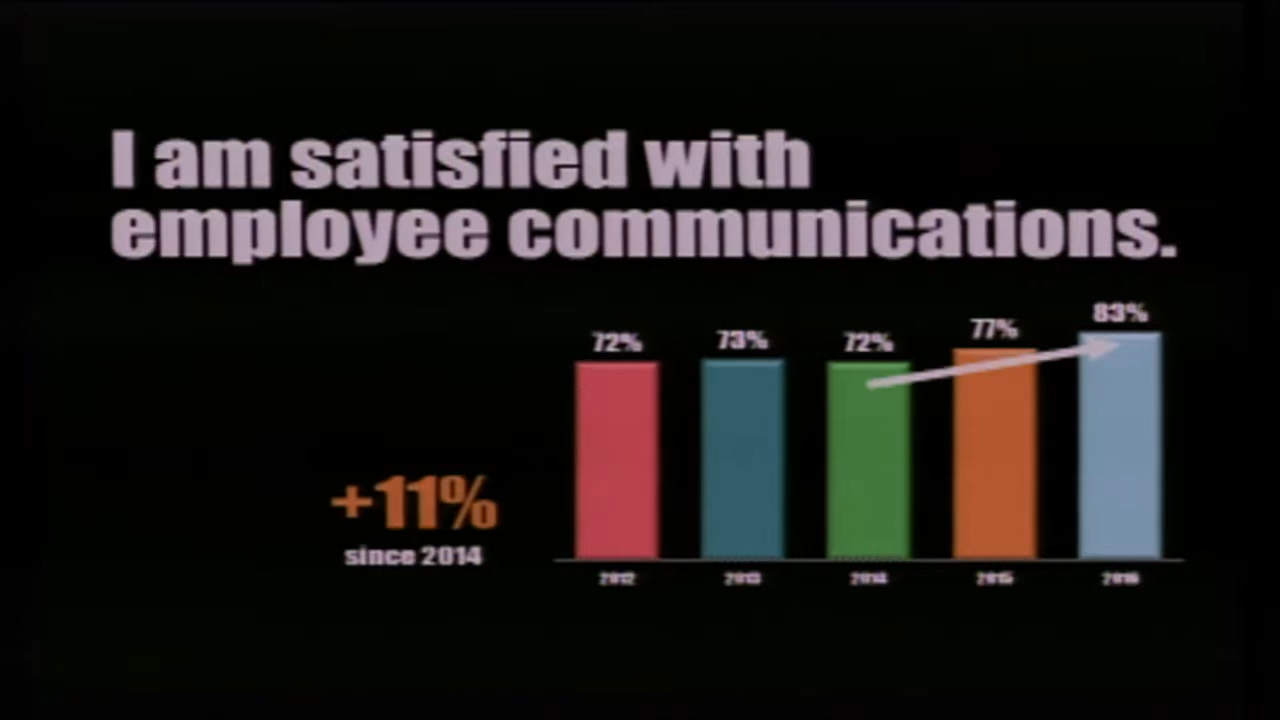 I am satisfied with
employee communications.
83%
77%
72% 73% 72%
+11%
since 2014
2012 2013 2014 2015 2016